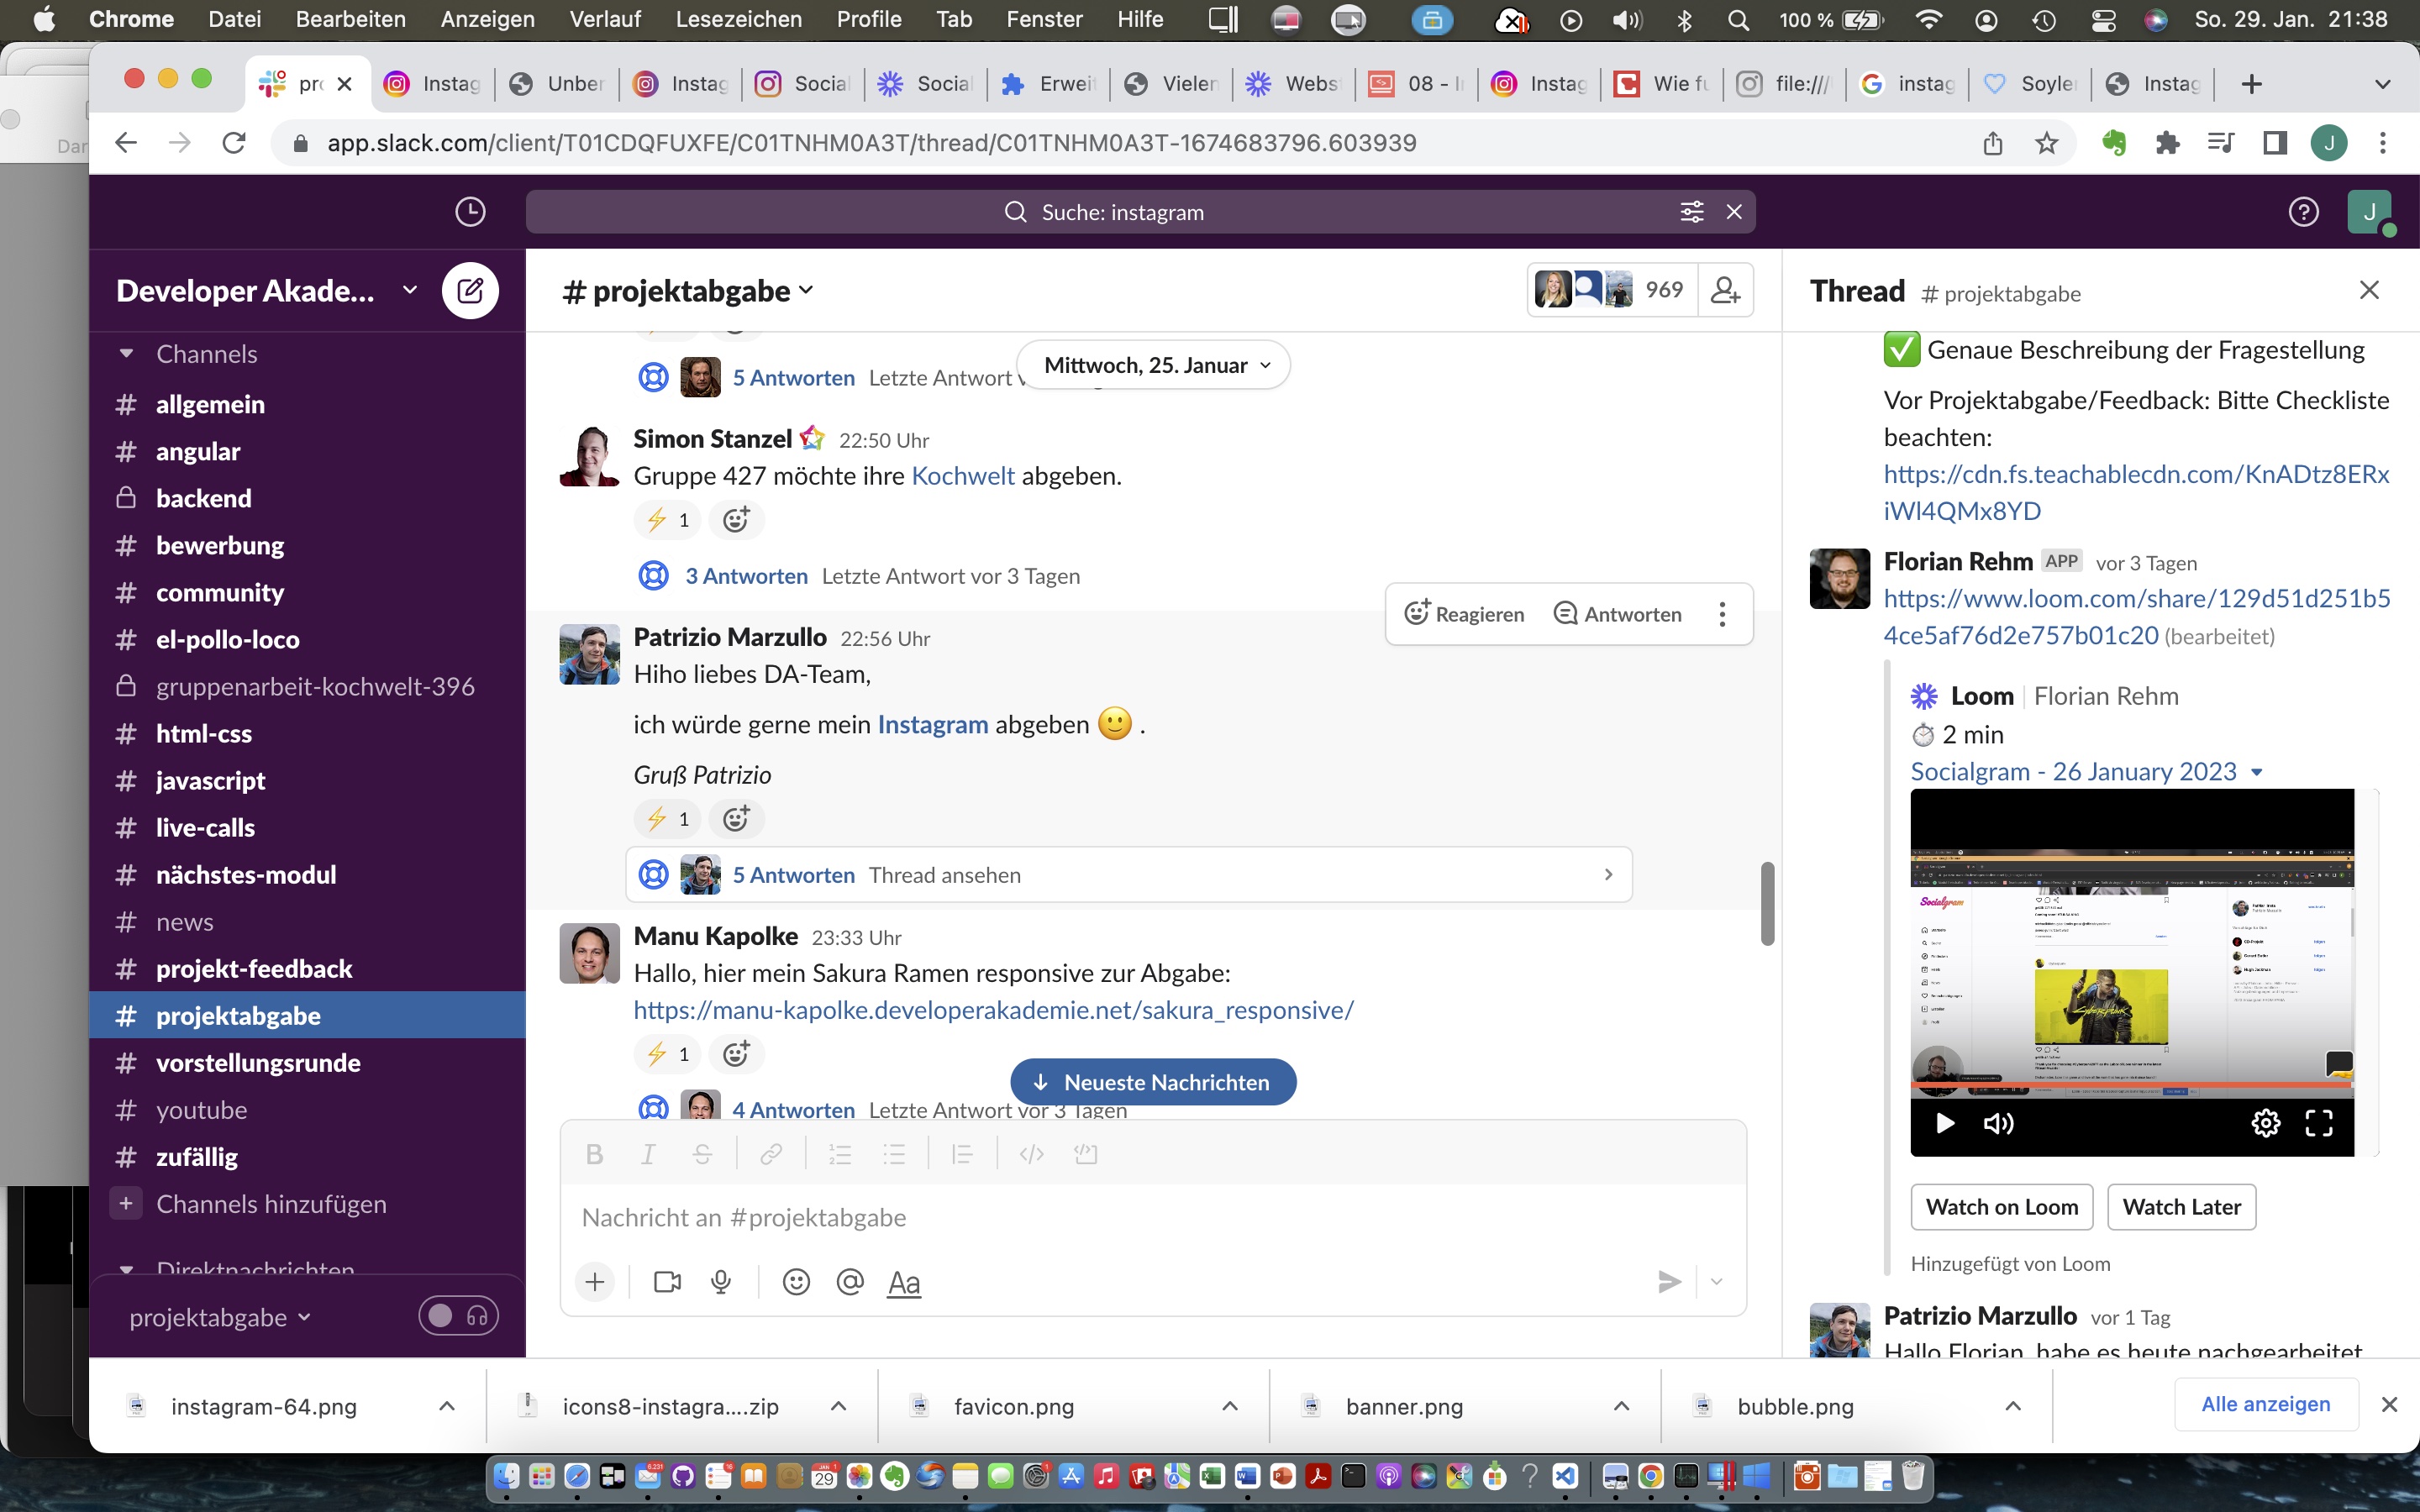 Chrome Datei Bearbeiten Anzeigen Verlauf Lesezeichen Profile Tab Fenster Hilfe 100 % So. 29. Jan. 21:38
Dar
pro Instag Unber Instag Social Social Erweit Vielen Webs 08 - I Instag Wie fu file:/// instag Soyle Instag
app.slack.com/client/T01CDQFUXFE/C01TNHM0A3T/thread/C01TNHM0A3T-1674683796.603939
J
Suche: instagram
J
Developer Akade...
Channels
# allgemein
# angular
backend
# bewerbung
# community
# el-pollo-loco
gruppenarbeit-kochwelt-396
# html-css
# javascript
# live-calls
# nächstes-modul
# news
# projekt-feedback
# projektabgabe
# vorstellungsrunde
# youtube
# zufällig
+ Channels hinzufügen
Direktnachrichten
projektabgabe
# projektabgabe
969
Mittwoch, 25. Januar
5 Antworten Letzte Antwort
Simon Stanzel 22:50 Uhr
Gruppe 427 möchte ihre Kochwelt abgeben.
1
3 Antworten Letzte Antwort vor 3 Tagen
Reagieren Antworten
Patrizio Marzullo 22:56 Uhr
Hiho liebes DA-Team,
ich würde gerne mein Instagram abgeben 🙂 .
Gruß Patrizio
1
5 Antworten Thread ansehen
Manu Kapolke 23:33 Uhr
Hallo, hier mein Sakura Ramen responsive zur Abgabe:
https://manu-kapolke.developerakademie.net/sakura_responsive/
1
Neueste Nachrichten
4 Antworten Letzte Antwort vor 3 Tagen
B I S
Nachricht an #projektabgabe
@ Aa
Thread # projektabgabe
✅ Genaue Beschreibung der Fragestellung
Vor Projektabgabe/Feedback: Bitte Checkliste
beachten:
https://cdn.fs.teachablecdn.com/KnADtz8ERx
iWl4QMx8YD
Florian Rehm APP vor 3 Tagen
https://www.loom.com/share/129d51d251b5
4ce5af76d2e757b01c20 (bearbeitet)
Loom Florian Rehm
⏱ 2 min
Socialgram - 26 January 2023
Socialgram
CYBERPUNK
Watch on Loom Watch Later
Hinzugefügt von Loom
Patrizio Marzullo vor 1 Tag
Hallo Florian, habe es heute nachgearbeitet
instagram-64.png icons8-instagra....zip favicon.png banner.png bubble.png Alle anzeigen